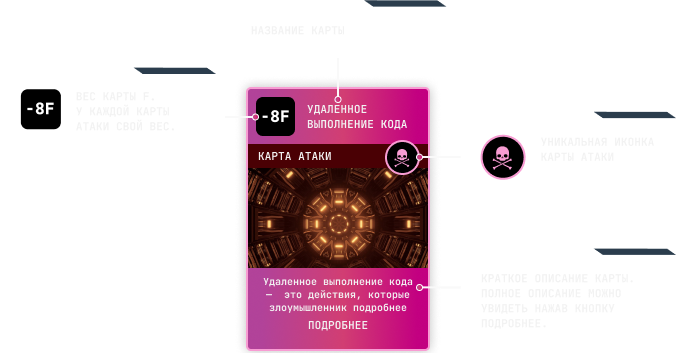 НАЗВАНИЕ КАРТЫ
-8F
ВЕС КАРТЫ F.
У КАЖДОЙ КАРТЫ
АТАКИ СВОЙ ВЕС.
-8F
УДАЛЕННОЕ
ВЫПОЛНЕНИЕ КОДА
КАРТА АТАКИ
УНИКАЛЬНАЯ ИКОНКА
КАРТЫ АТАКИ
Удаленное выполнение кода
— это действия, которые
злоумышленник подробнее
ПОДРОБНЕЕ
КРАТКОЕ ОПИСАНИЕ КАРТЫ.
ПОЛНОЕ ОПИСАНИЕ МОЖНО
УВИДЕТЬ НАЖАВ КНОПКУ
ПОДРОБНЕЕ.